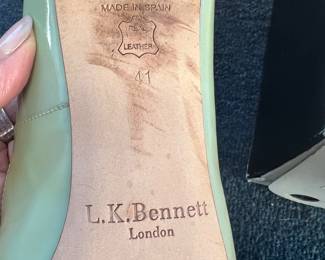 MADE IN SPAIN
LEATHER
41
L.K.Bennett
London